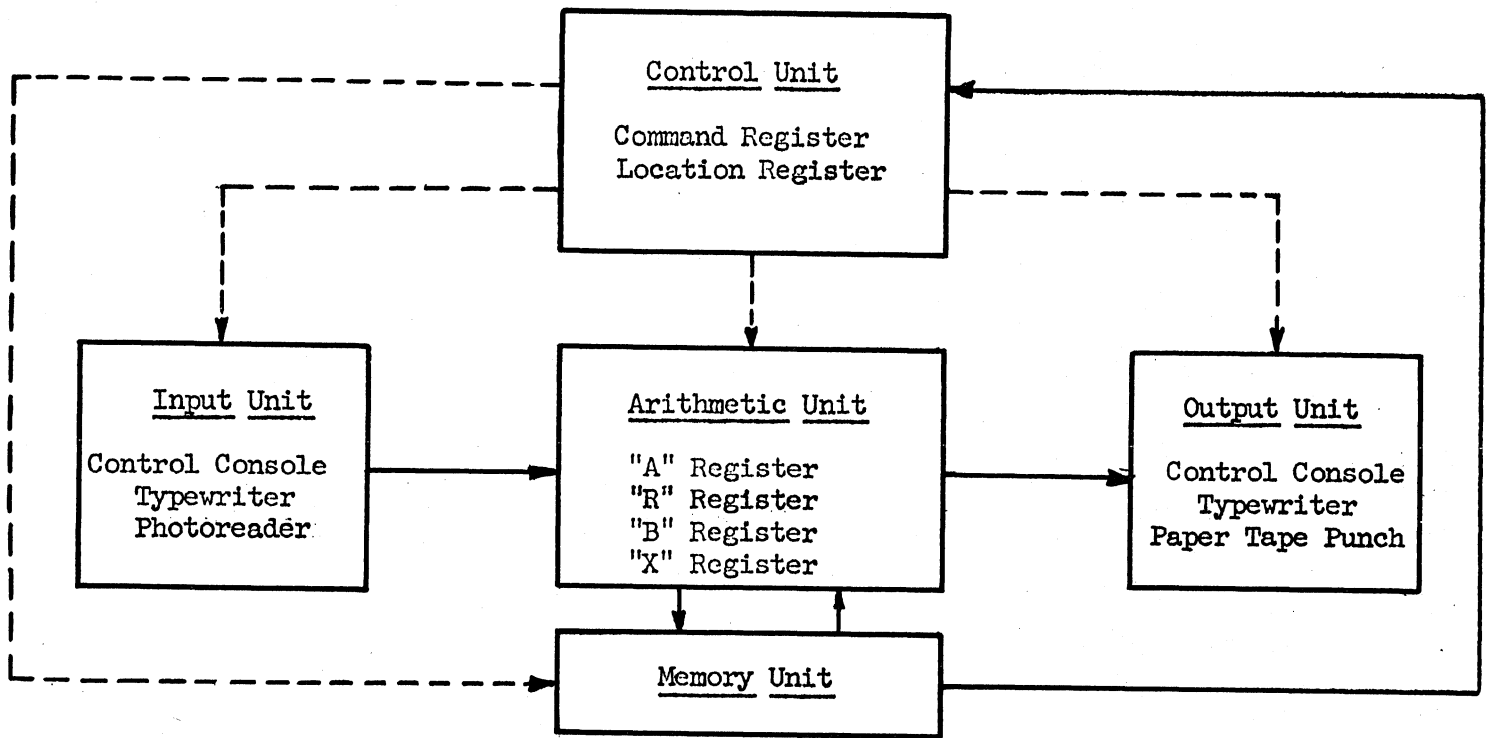 Control Unit
Command Register
Location Register
Input Unit
Control Console
Typewriter
Photoreader
Arithmetic Unit
"A" Register
"R" Register
"B" Register
"X" Register
Output Unit
Control Console
Typewriter
Paper Tape Punch
Memory Unit